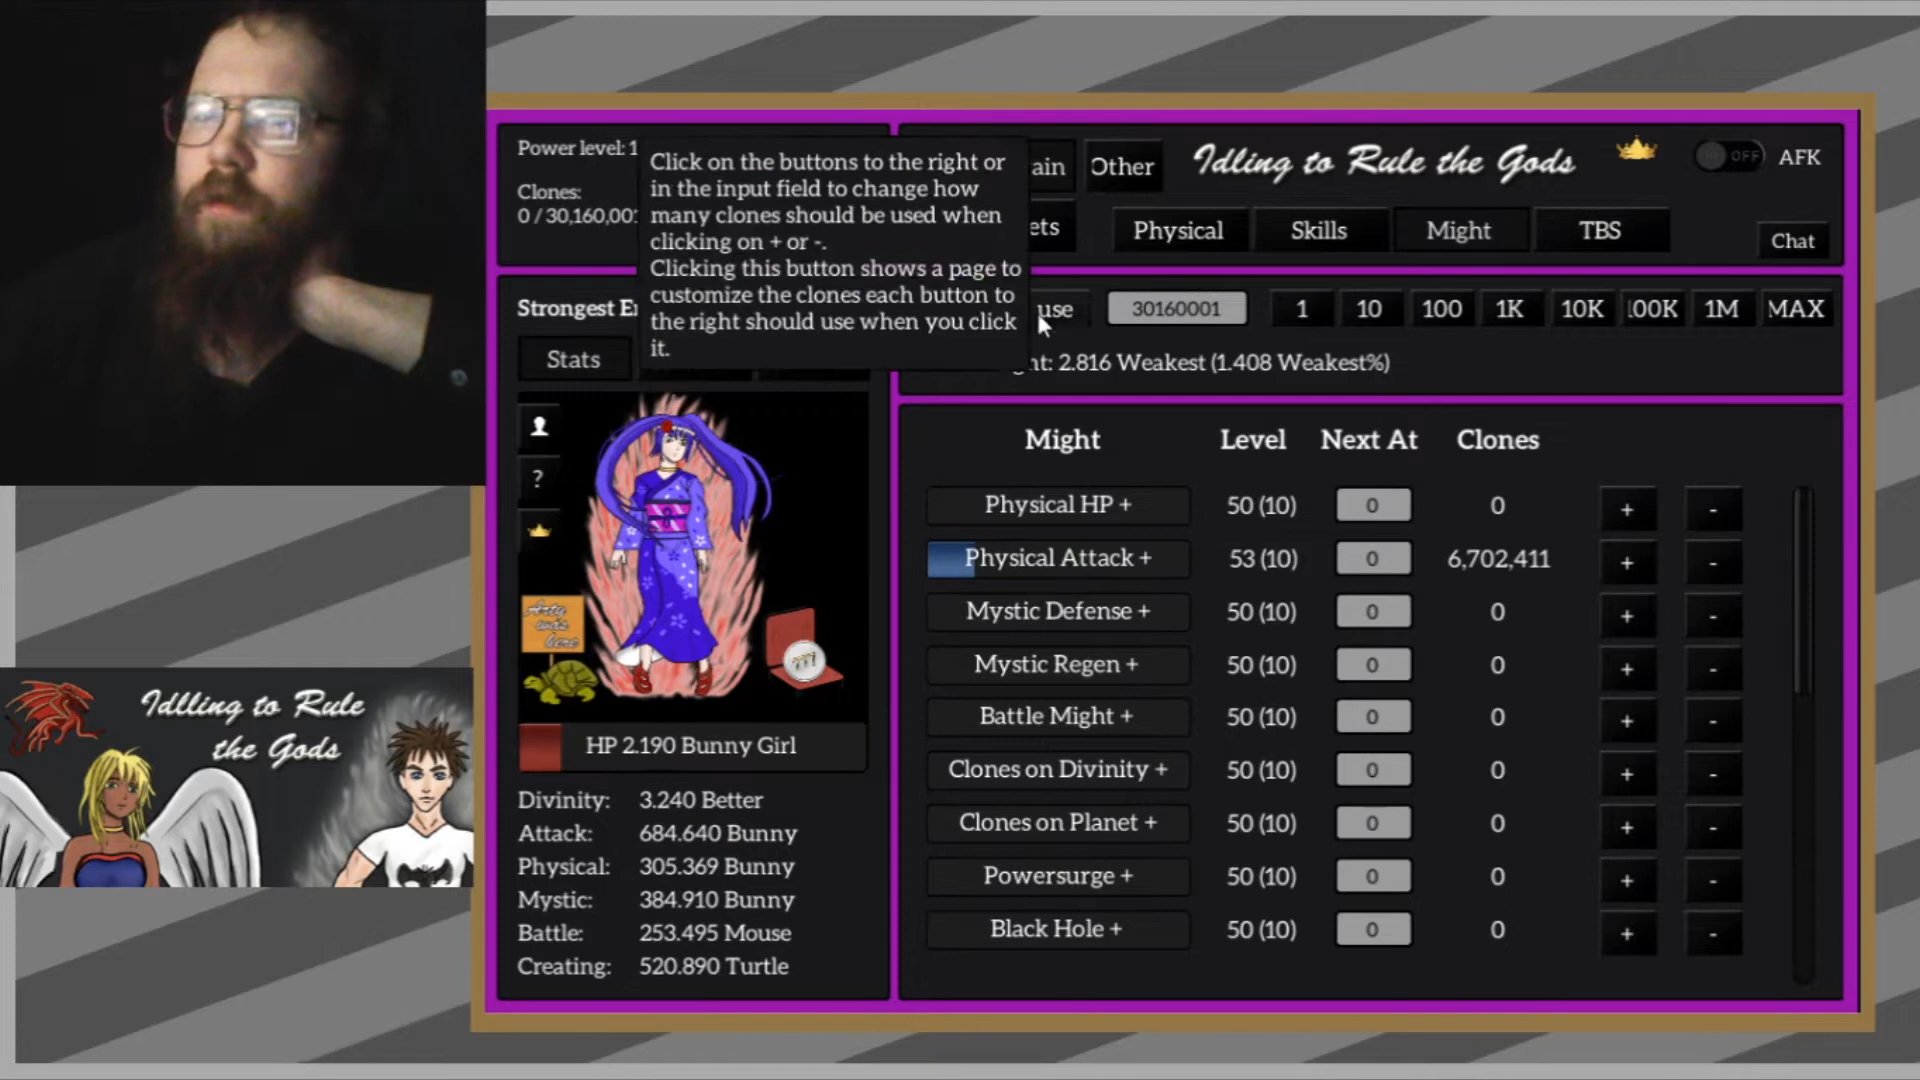 Power level: 1
Clones:
0 / 30,160,001
Click on the buttons to the right or
in the input field to change how
many clones should be used when
clicking on + or -.
Clicking this button shows a page to
customize the clones each button to
the right should use when you click
it.
ain
Other
Idling to Rule the Gods
OFF
AFK
ets
Physical
Skills
Might
TBS
Chat
Strongest En
use
30160001
1
10
100
1K
10K
100K
1M
MAX
Stats
ht: 2.816 Weakest (1.408 Weakest%)
?
Arty
was
here
???
HP 2.190 Bunny Girl
Divinity: 3.240 Better
Attack: 684.640 Bunny
Physical: 305.369 Bunny
Mystic: 384.910 Bunny
Battle: 253.495 Mouse
Creating: 520.890 Turtle
Might Level Next At Clones
Physical HP + 50 (10) 0 0 + -
Physical Attack + 53 (10) 0 6,702,411 + -
Mystic Defense + 50 (10) 0 0 + -
Mystic Regen + 50 (10) 0 0 + -
Battle Might + 50 (10) 0 0 + -
Clones on Divinity + 50 (10) 0 0 + -
Clones on Planet + 50 (10) 0 0 + -
Powersurge + 50 (10) 0 0 + -
Black Hole + 50 (10) 0 0 + -
Idlling to Rule
the Gods